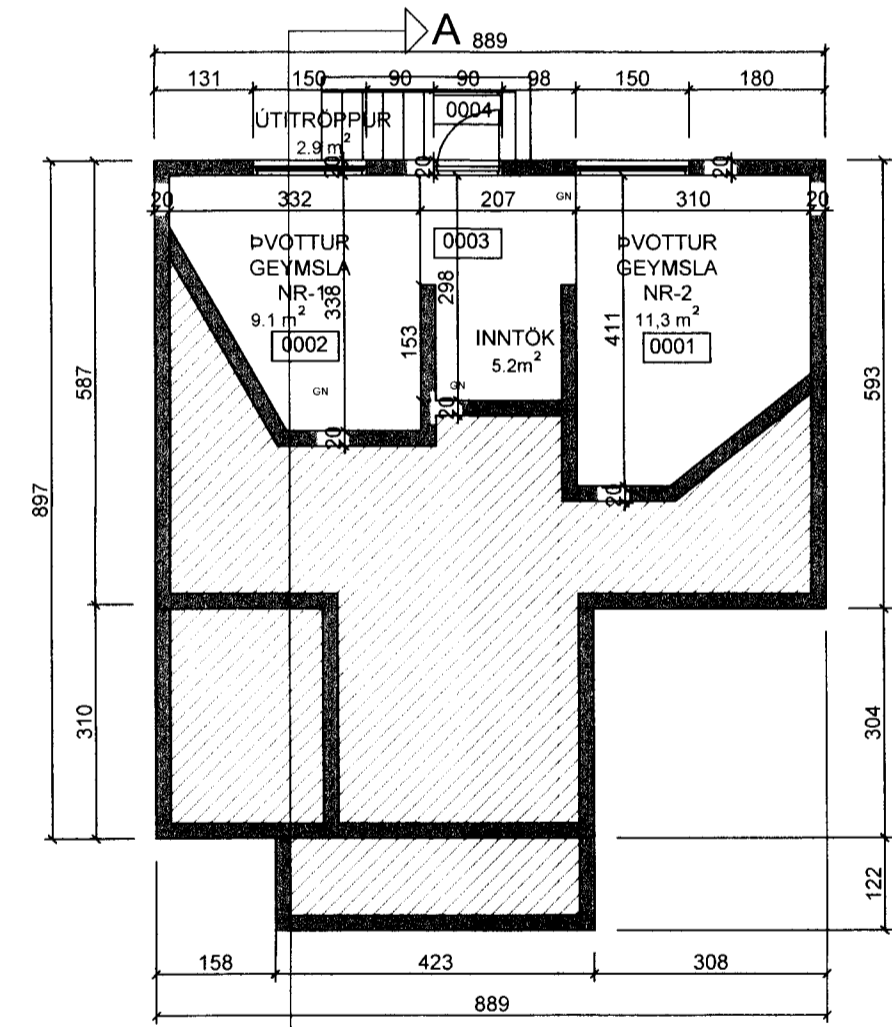 A
889
131 150 90 90 98 150 180
0004
ÚTITRÖPPUR
2.9 m²
20 20 20
20 332 207 GN 310 20
ÞVOTTUR
GEYMSLA
NR-1
9.1 m²
0002
338
GN
0003
298
153
INNTÖK
5.2m²
GN
ÞVOTTUR
GEYMSLA
NR-2
11,3 m²
0001
411
20
20
20
587
593
897
310
304
122
158 423 308
889